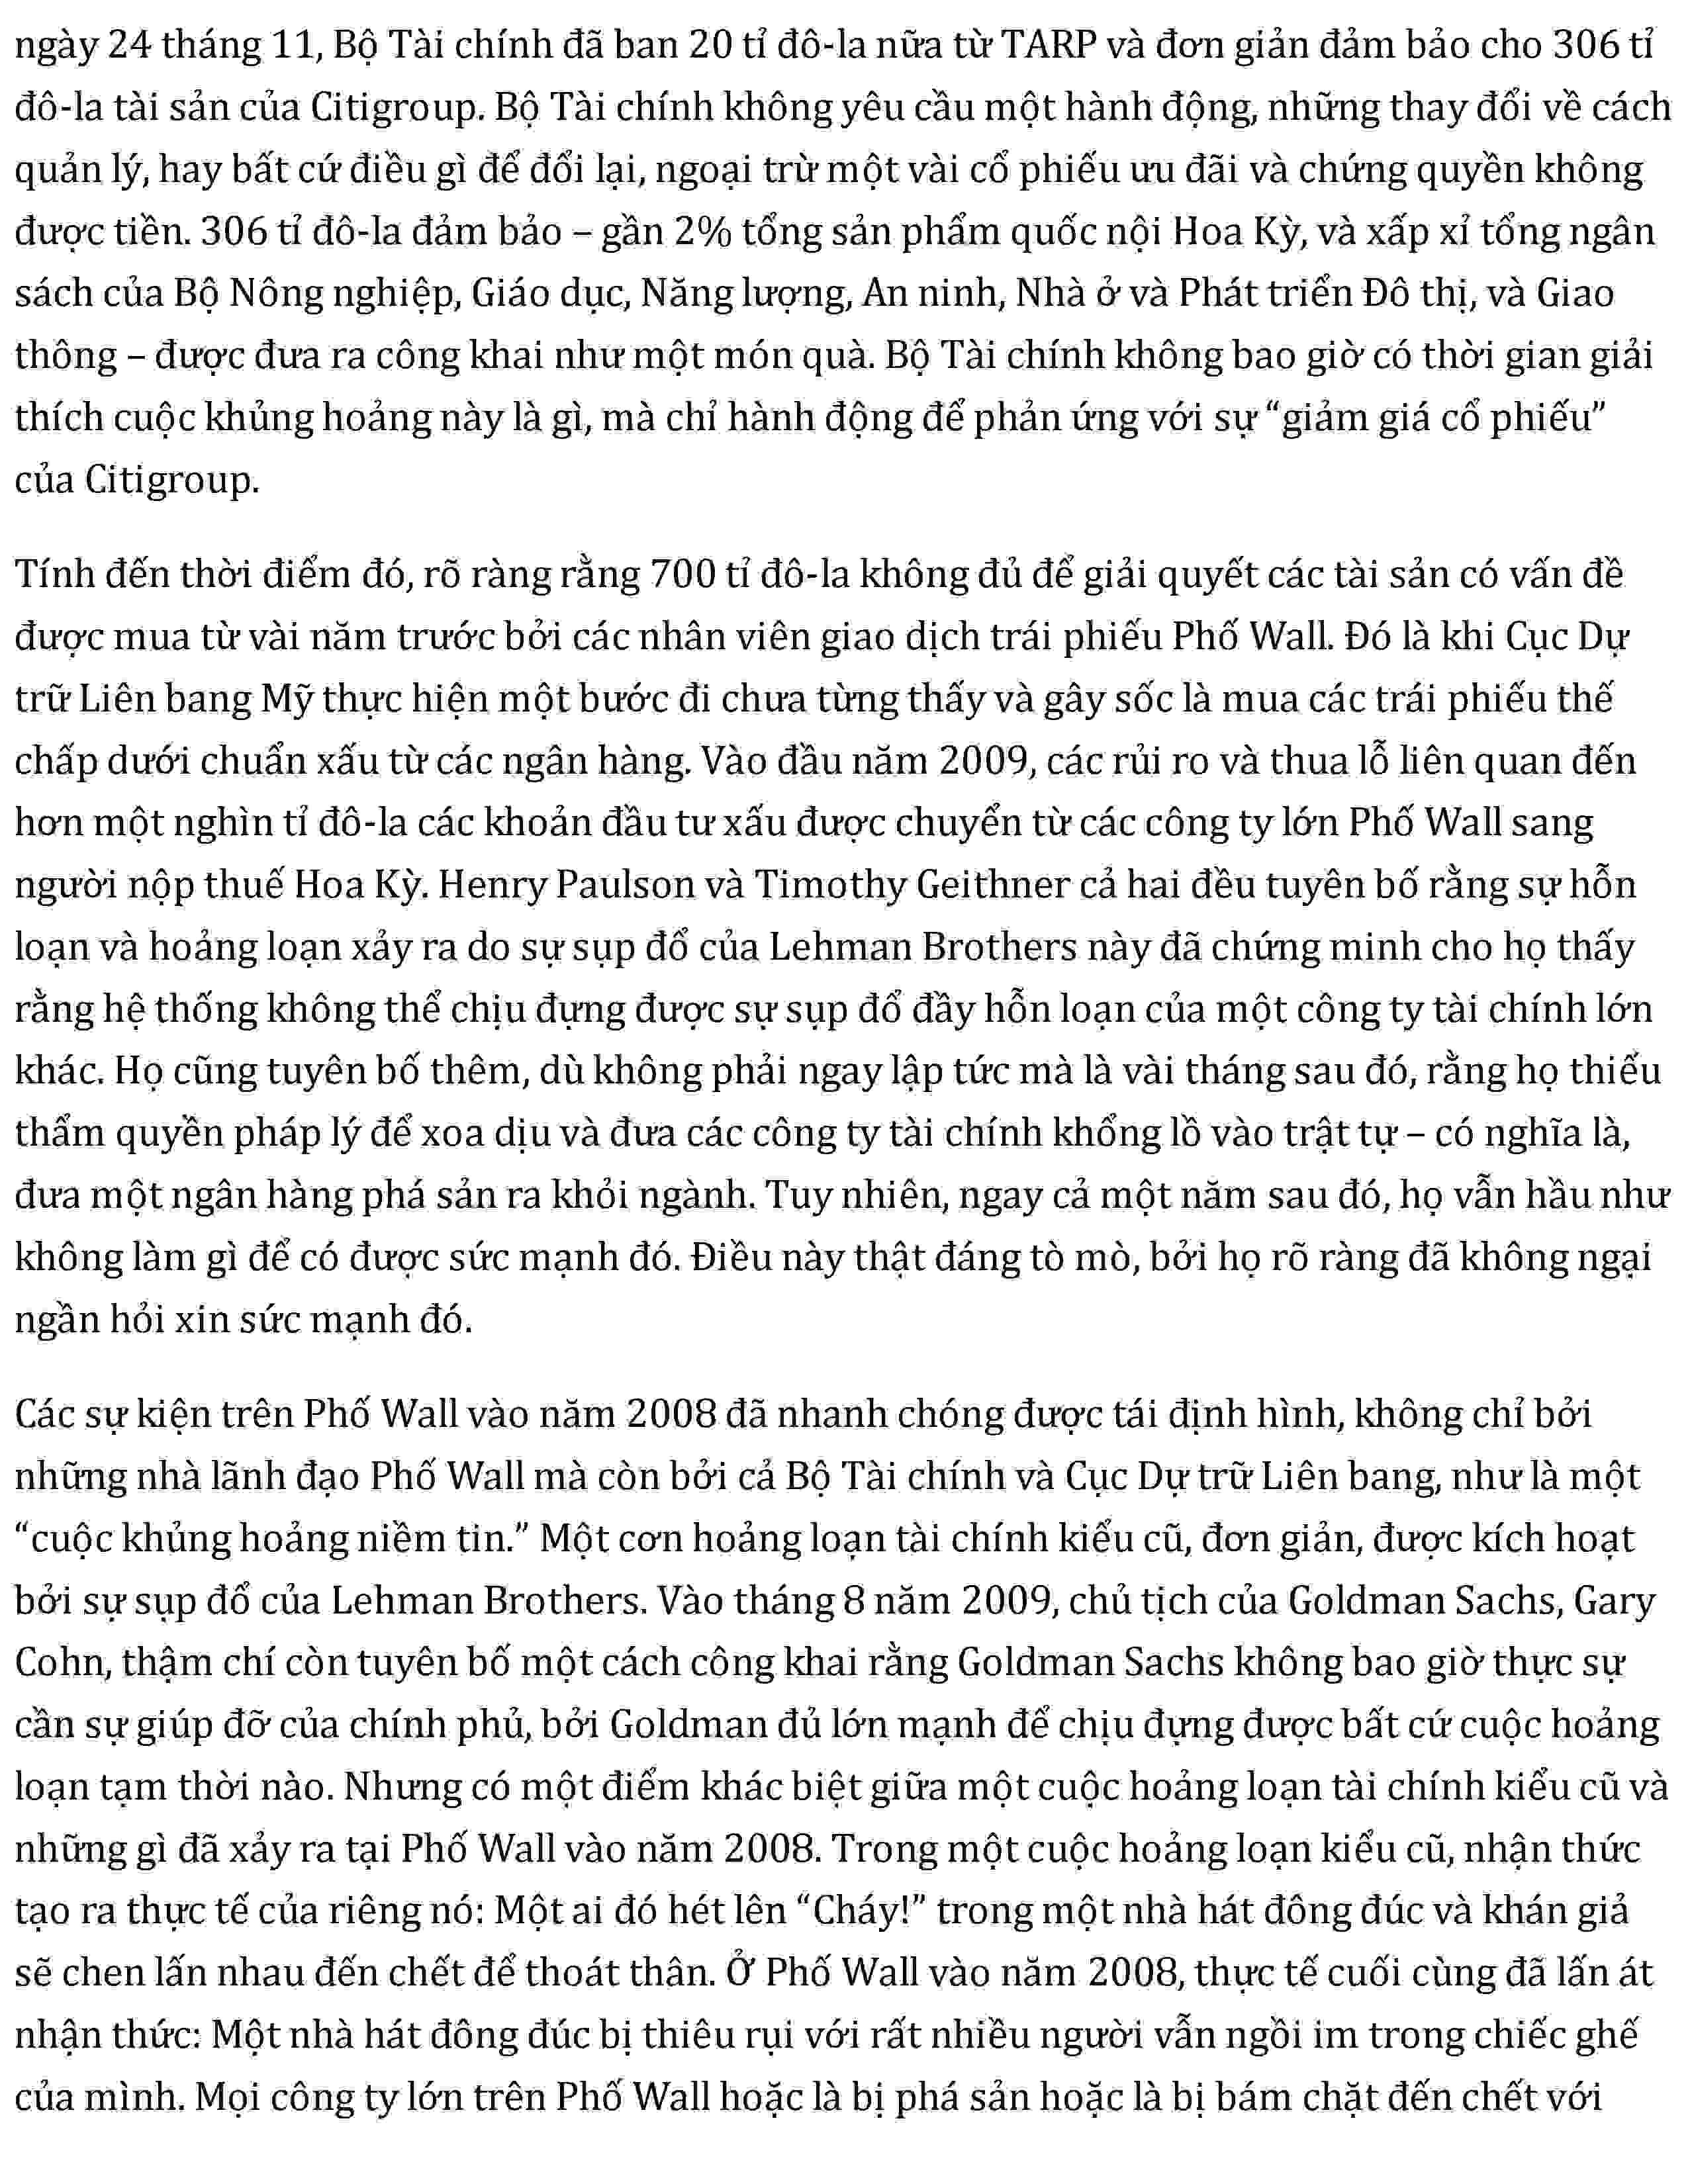 ngày 24 tháng 11, Bộ Tài chính đã ban 20 tỉ đô-la nữa từ TARP và đơn giản đảm bảo cho 306 tỉ
đô-la tài sản của Citigroup. Bộ Tài chính không yêu cầu một hành động, những thay đổi về cách
quản lý, hay bất cứ điều gì để đổi lại, ngoại trừ một vài cổ phiếu ưu đãi và chứng quyền không
được tiền. 306 tỉ đô-la đảm bảo – gần 2% tổng sản phẩm quốc nội Hoa Kỳ, và xấp xỉ tổng ngân
sách của Bộ Nông nghiệp, Giáo dục, Năng lượng, An ninh, Nhà ở và Phát triển Đô thị, và Giao
thông – được đưa ra công khai như một món quà. Bộ Tài chính không bao giờ có thời gian giải
thích cuộc khủng hoảng này là gì, mà chỉ hành động để phản ứng với sự “giảm giá cổ phiếu”
của Citigroup.
Tính đến thời điểm đó, rõ ràng rằng 700 tỉ đô-la không đủ để giải quyết các tài sản có vấn đề
được mua từ vài năm trước bởi các nhân viên giao dịch trái phiếu Phố Wall. Đó là khi Cục Dự
trữ Liên bang Mỹ thực hiện một bước đi chưa từng thấy và gây sốc là mua các trái phiếu thế
chấp dưới chuẩn xấu từ các ngân hàng. Vào đầu năm 2009, các rủi ro và thua lỗ liên quan đến
hơn một nghìn tỉ đô-la các khoản đầu tư xấu được chuyển từ các công ty lớn Phố Wall sang
người nộp thuế Hoa Kỳ. Henry Paulson và Timothy Geithner cả hai đều tuyên bố rằng sự hỗn
loạn và hoảng loạn xảy ra do sự sụp đổ của Lehman Brothers này đã chứng minh cho họ thấy
rằng hệ thống không thể chịu đựng được sự sụp đổ đầy hỗn loạn của một công ty tài chính lớn
khác. Họ cũng tuyên bố thêm, dù không phải ngay lập tức mà là vài tháng sau đó, rằng họ thiếu
thẩm quyền pháp lý để xoa dịu và đưa các công ty tài chính khổng lồ vào trật tự – có nghĩa là,
đưa một ngân hàng phá sản ra khỏi ngành. Tuy nhiên, ngay cả một năm sau đó, họ vẫn hầu như
không làm gì để có được sức mạnh đó. Điều này thật đáng tò mò, bởi họ rõ ràng đã không ngại
ngần hỏi xin sức mạnh đó.
Các sự kiện trên Phố Wall vào năm 2008 đã nhanh chóng được tái định hình, không chỉ bởi
những nhà lãnh đạo Phố Wall mà còn bởi cả Bộ Tài chính và Cục Dự trữ Liên bang, như là một
“cuộc khủng hoảng niềm tin.” Một cơn hoảng loạn tài chính kiểu cũ, đơn giản, được kích hoạt
bởi sự sụp đổ của Lehman Brothers. Vào tháng 8 năm 2009, chủ tịch của Goldman Sachs, Gary
Cohn, thậm chí còn tuyên bố một cách công khai rằng Goldman Sachs không bao giờ thực sự
cần sự giúp đỡ của chính phủ, bởi Goldman đủ lớn mạnh để chịu đựng được bất cứ cuộc hoảng
loạn tạm thời nào. Nhưng có một điểm khác biệt giữa một cuộc hoảng loạn tài chính kiểu cũ và
những gì đã xảy ra tại Phố Wall vào năm 2008. Trong một cuộc hoảng loạn kiểu cũ, nhận thức
tạo ra thực tế của riêng nó: Một ai đó hét lên “Cháy!” trong một nhà hát đông đúc và khán giả
sẽ chen lấn nhau đến chết để thoát thân. Ở Phố Wall vào năm 2008, thực tế cuối cùng đã lấn át
nhận thức: Một nhà hát đông đúc bị thiêu rụi với rất nhiều người vẫn ngồi im trong chiếc ghế
của mình. Mọi công ty lớn trên Phố Wall hoặc là bị phá sản hoặc là bị bám chặt đến chết với